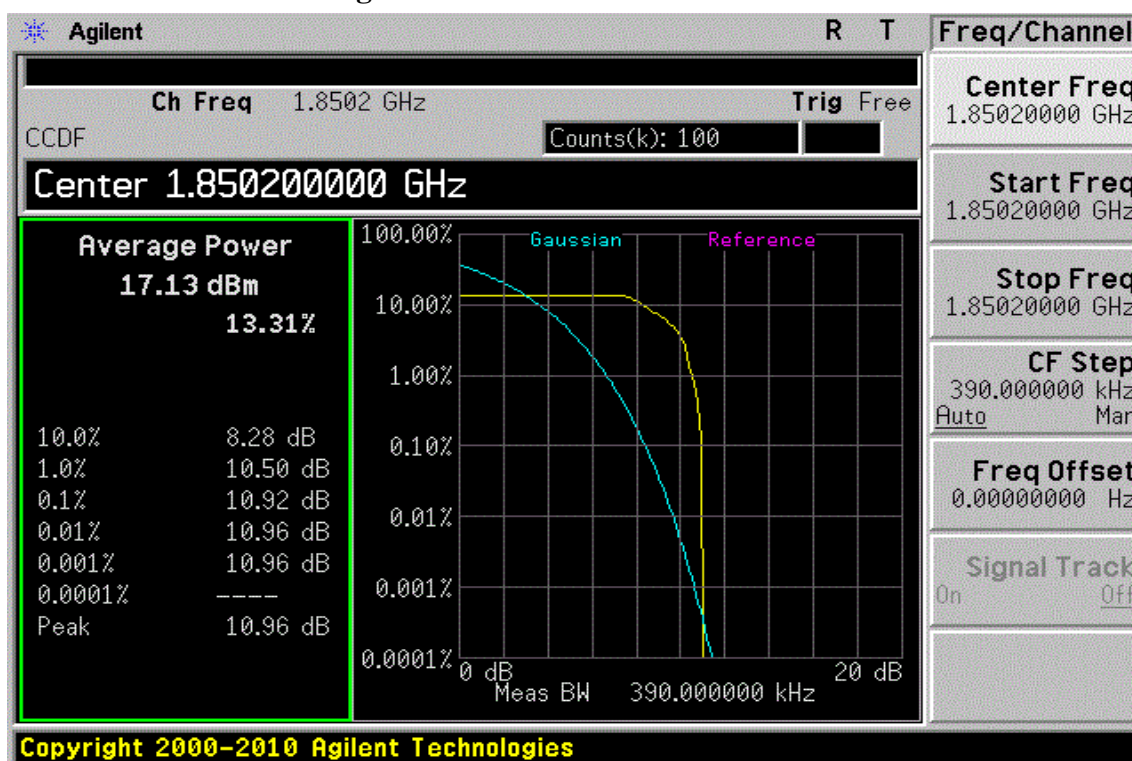 Agilent R T
Ch Freq 1.8502 GHz Trig Free
CCDF Counts(k): 100
Center 1.850200000 GHz
Average Power
17.13 dBm
13.31%
10.0% 8.28 dB
1.0% 10.50 dB
0.1% 10.92 dB
0.01% 10.96 dB
0.001% 10.96 dB
0.0001% ----
Peak 10.96 dB
Gaussian Reference
100.00%
10.00%
1.00%
0.10%
0.01%
0.001%
0.0001%
0 dB 20 dB
Meas BW 390.000000 kHz
Freq/Channel
Center Freq
1.85020000 GHz
Start Freq
1.85020000 GHz
Stop Freq
1.85020000 GHz
CF Step
390.000000 kHz
Auto Man
Freq Offset
0.00000000 Hz
Signal Track
On Off
Copyright 2000-2010 Agilent Technologies